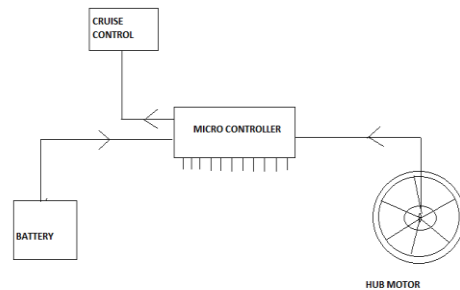 CRUISE
CONTROL
MICRO CONTROLLER
BATTERY
HUB MOTOR